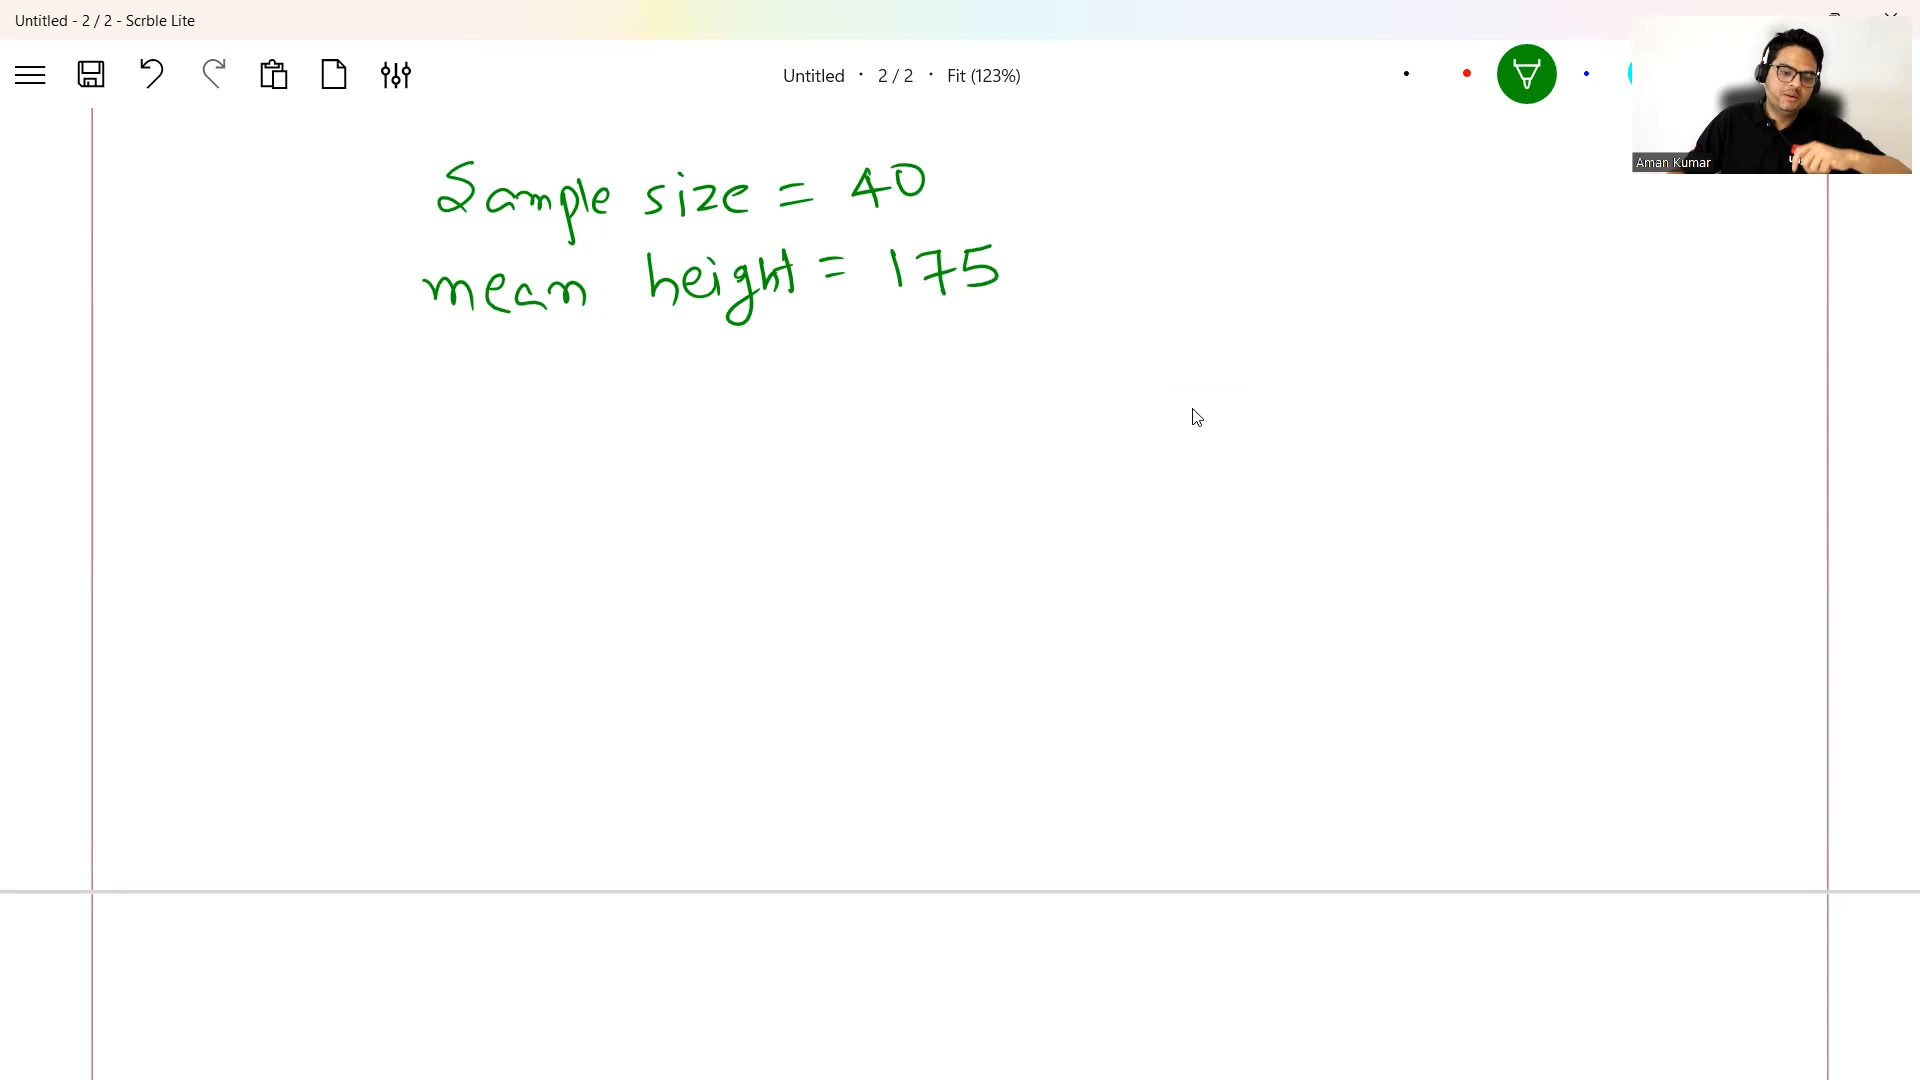 Untitled - 2 / 2 - Scrble Lite
Untitled · 2 / 2 · Fit (123%)
Aman Kumar
Sample size = 40
mean height = 175